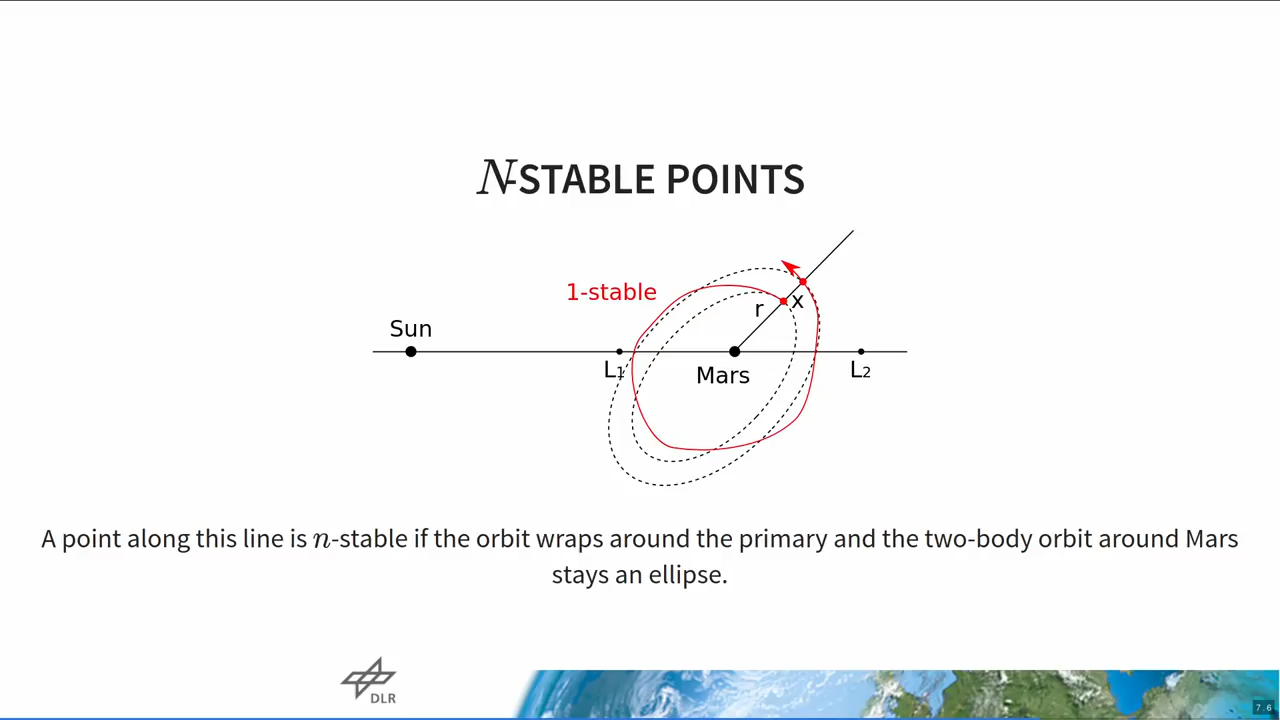 N-STABLE POINTS
1-stable
r
x
Sun
L1
Mars
L2
A point along this line is n-stable if the orbit wraps around the primary and the two-body orbit around Mars
stays an ellipse.
DLR
7.6